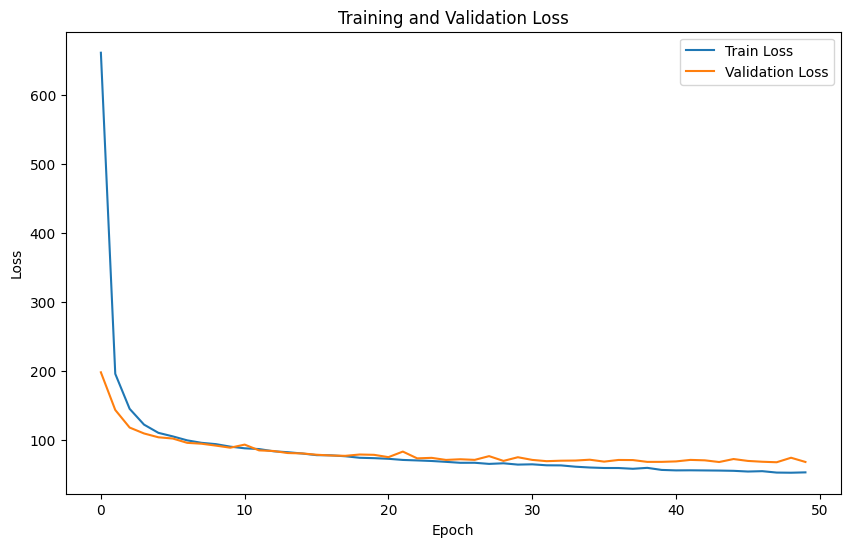 Training and Validation Loss
Train Loss
Validation Loss
600
500
400
300
200
100
Loss
0 10 20 30 40 50
Epoch